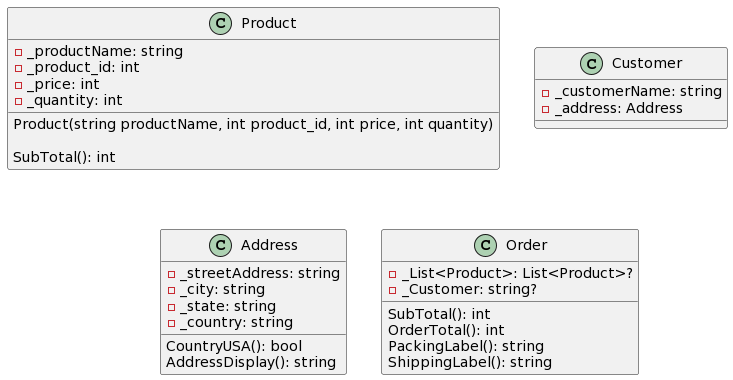 C Product
_productName: string
_product_id: int
_price: int
_quantity: int
Product(string productName, int product_id, int price, int quantity)
SubTotal(): int
C Customer
_customerName: string
_address: Address
C Address
_streetAddress: string
_city: string
_state: string
_country: string
CountryUSA(): bool
AddressDisplay(): string
C Order
_List<Product>: List<Product>?
_Customer: string?
SubTotal(): int
OrderTotal(): int
PackingLabel(): string
ShippingLabel(): string